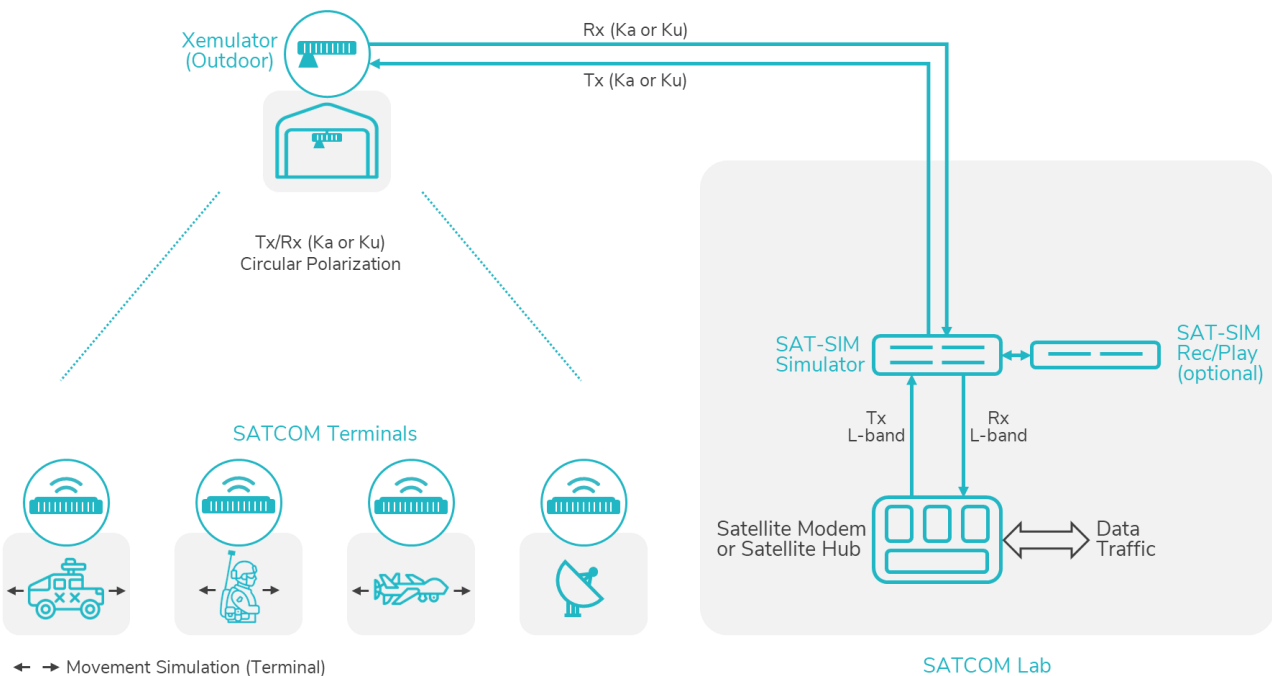 Xemulator
(Outdoor)
Rx (Ka or Ku)
Tx (Ka or Ku)
Tx/Rx (Ka or Ku)
Circular Polarization
SAT-SIM
Simulator
SAT-SIM
Rec/Play
(optional)
Tx
L-band
Rx
L-band
SATCOM Terminals
Satellite Modem
or Satellite Hub
Data
Traffic
Movement Simulation (Terminal)
SATCOM Lab